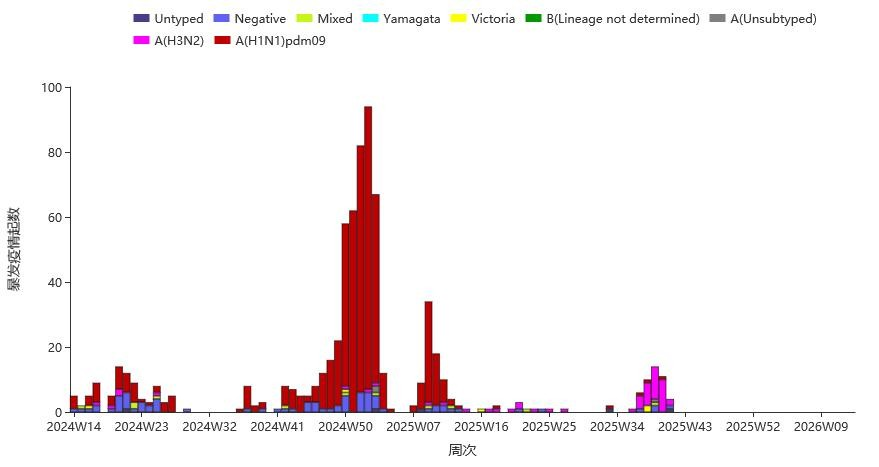 Untyped Negative Mixed Yamagata Victoria B(Lineage not determined) A(Unsubtyped)
A(H3N2) A(H1N1)pdm09
100
80
60
40
20
0
暴发疫情起数
2024W14 2024W23 2024W32 2024W41 2024W50 2025W07 2025W16 2025W25 2025W34 2025W43 2025W52 2026W09
周次